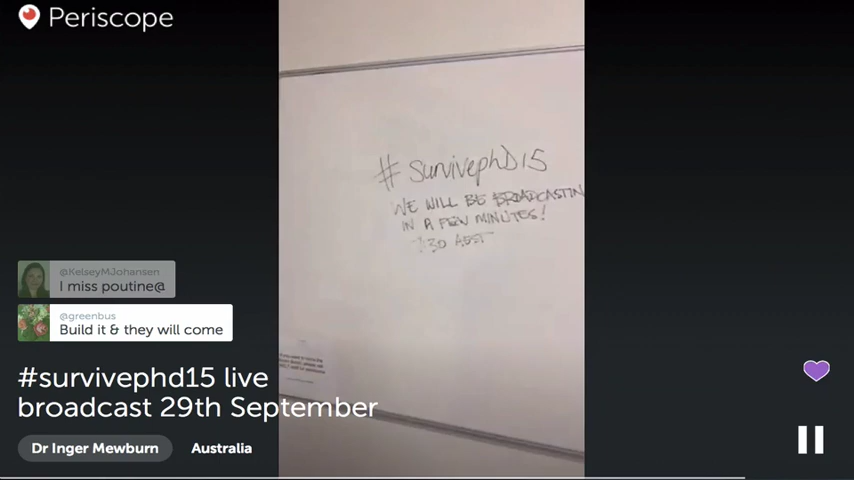 Periscope
#survivephD15
WE WILL BE BROADCASTIN
IN A FEW MINUTES!
@KelseyMJohansen
I miss poutine@
@greenbus
Build it & they will come
#survivephd15 live
broadcast 29th September
Dr Inger Mewburn
Australia